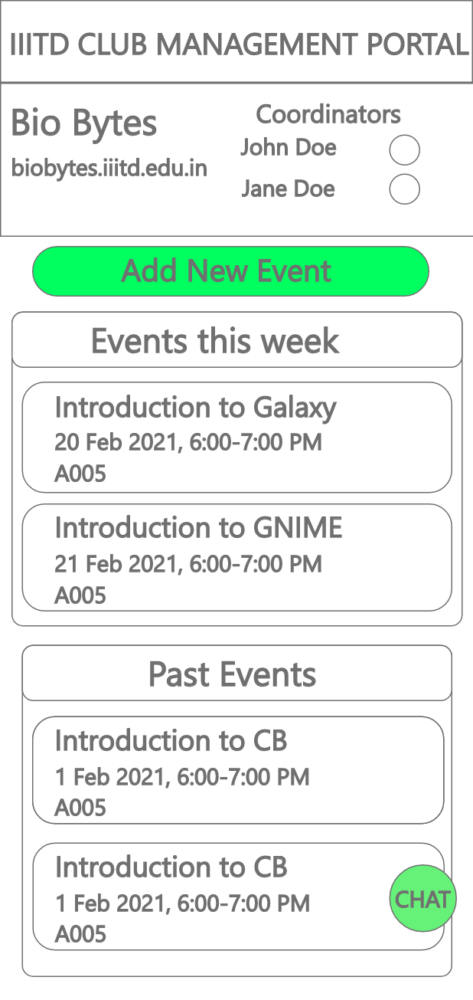 IIITD CLUB MANAGEMENT PORTAL
Bio Bytes
biobytes.iiitd.edu.in
Coordinators
John Doe
Jane Doe
Add New Event
Events this week
Introduction to Galaxy
20 Feb 2021, 6:00-7:00 PM
A005
Introduction to GNIME
21 Feb 2021, 6:00-7:00 PM
A005
Past Events
Introduction to CB
1 Feb 2021, 6:00-7:00 PM
A005
Introduction to CB
1 Feb 2021, 6:00-7:00 PM
A005
CHAT